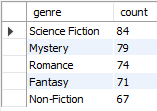 genre count
Science Fiction 84
Mystery 79
Romance 74
Fantasy 71
Non-Fiction 67